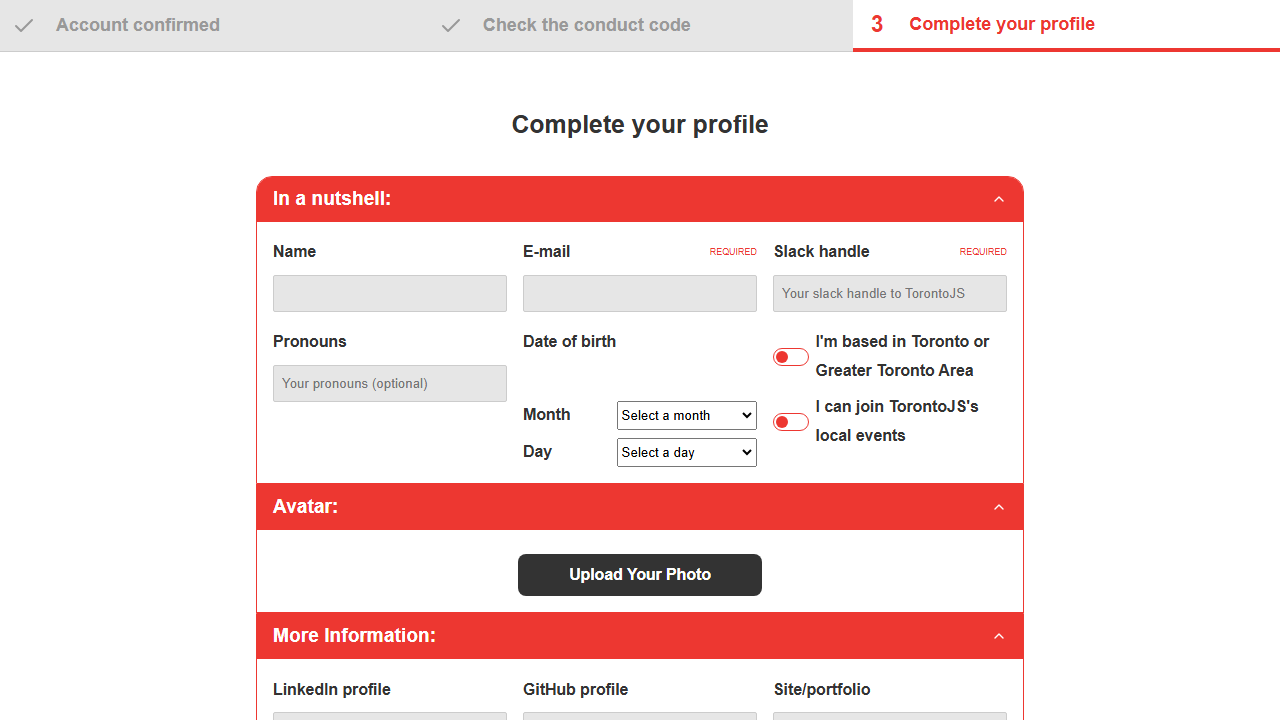 Account confirmed
Check the conduct code
3 Complete your profile
Complete your profile
In a nutshell:
Name
E-mail REQUIRED
Slack handle REQUIRED
Your slack handle to TorontoJS
Pronouns
Your pronouns (optional)
Date of birth
Month Select a month
Day Select a day
I'm based in Toronto or
Greater Toronto Area
I can join TorontoJS's
local events
Avatar:
Upload Your Photo
More Information:
LinkedIn profile
GitHub profile
Site/portfolio